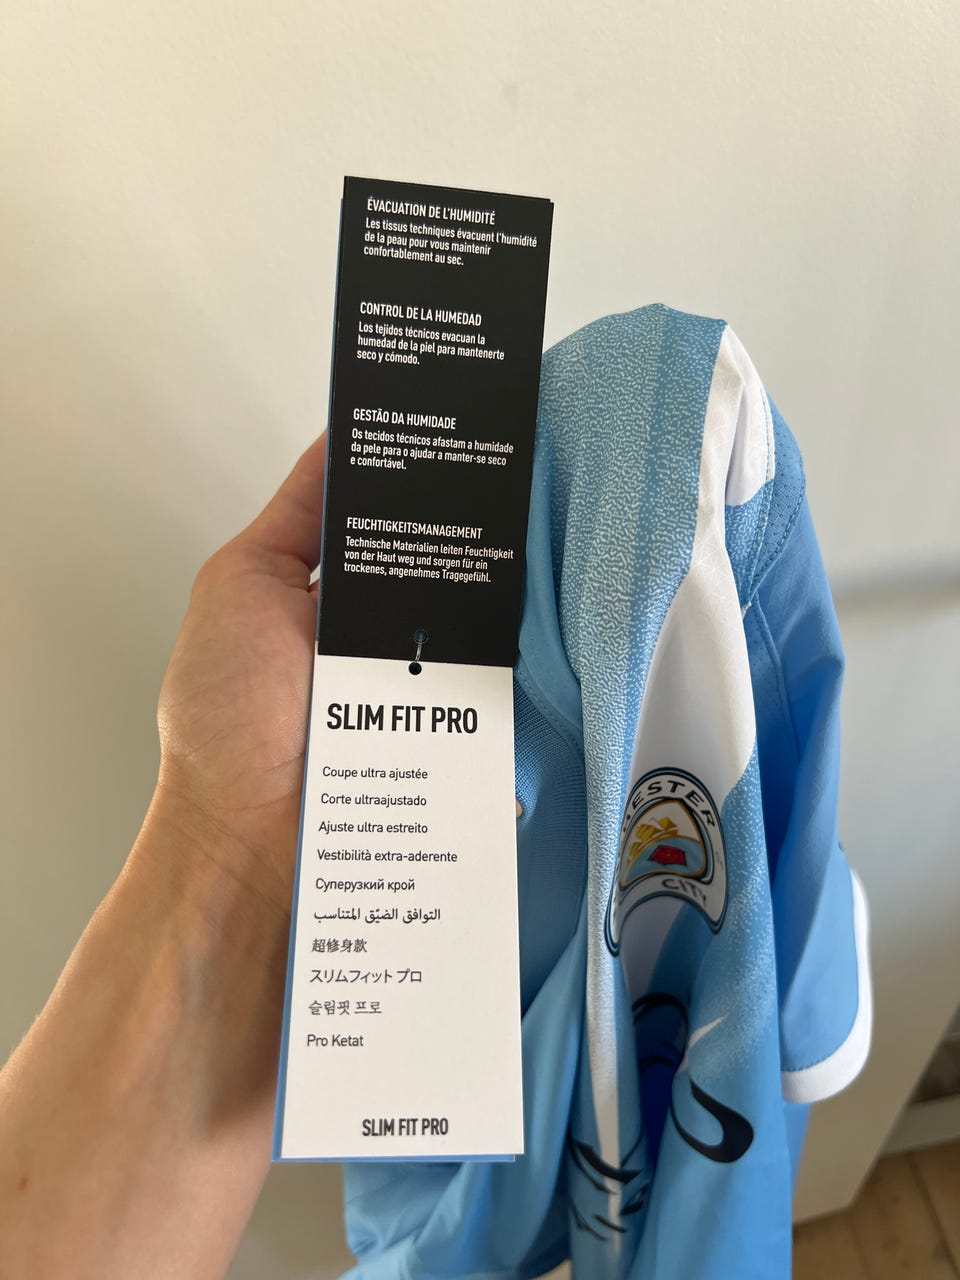 ÉVACUATION DE L'HUMIDITÉ
Les tissus techniques évacuent l'humidité
de la peau pour vous maintenir
confortablement au sec.
CONTROL DE LA HUMEDAD
Los tejidos técnicos evacuan la
humedad de la piel para mantenerte
seco y cómodo.
GESTÃO DA HUMIDADE
Os tecidos técnicos afastam a humidade
da pele para o ajudar a manter-se seco
e confortável.
FEUCHTIGKEITSMANAGEMENT
Technische Materialien leiten Feuchtigkeit
von der Haut weg und sorgen für ein
trockenes, angenehmes Tragegefühl.
SLIM FIT PRO
Coupe ultra ajustée
Corte ultraajustado
Ajuste ultra estreito
Vestibilità extra-aderente
Суперузкий крой
التوافق الضيّق المتناسب
超修身款
スリムフィット プロ
슬림핏 프로
Pro Ketat
SLIM FIT PRO
CITY